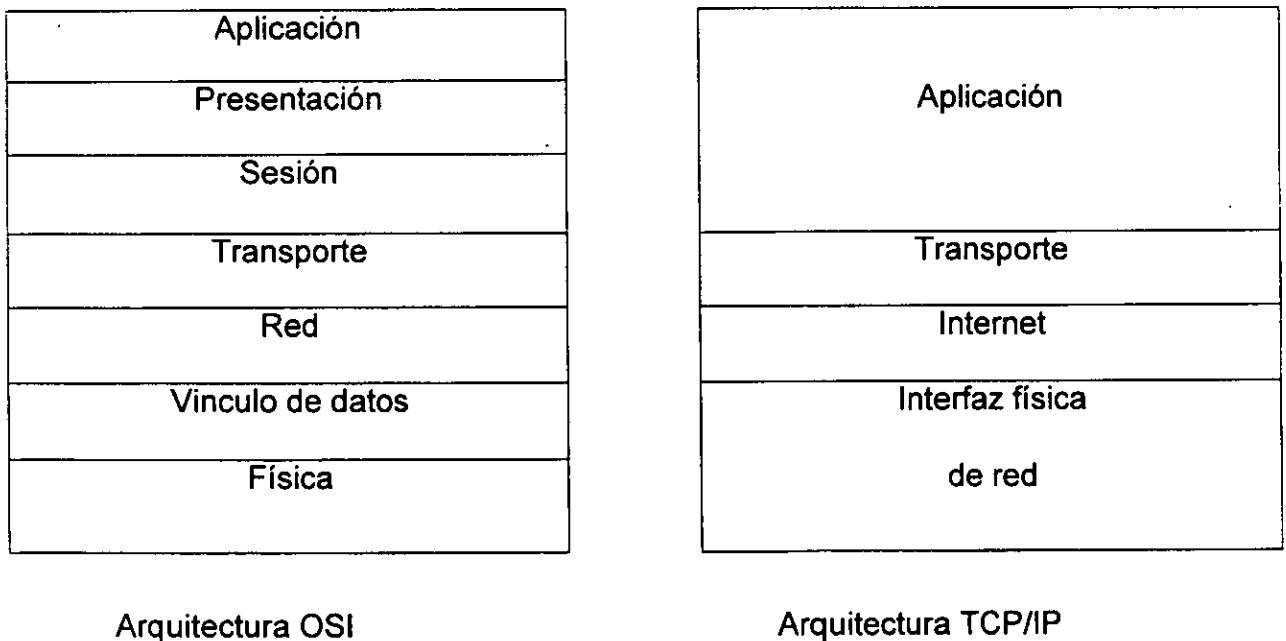 Aplicación
Presentación
Sesión
Transporte
Red
Vinculo de datos
Física
Arquitectura OSI
Aplicación
Transporte
Internet
Interfaz física
de red
Arquitectura TCP/IP